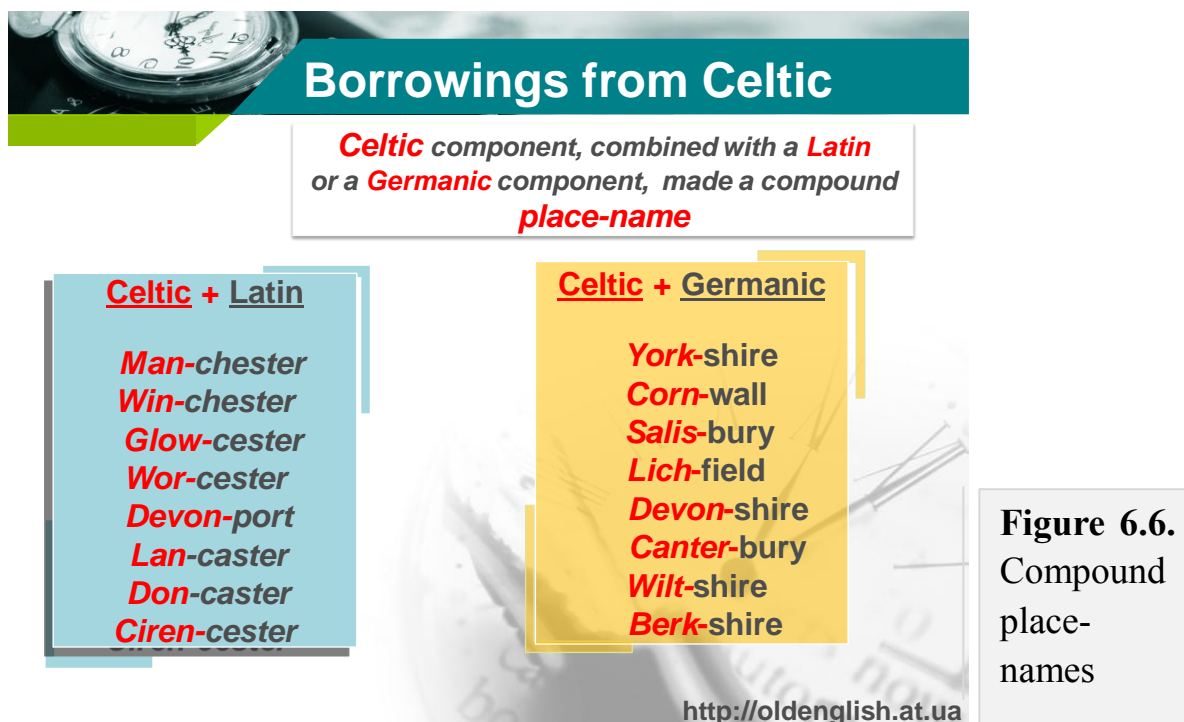 Borrowings from Celtic
Celtic component, combined with a Latin
or a Germanic component, made a compound
place-name
Celtic + Latin
Man-chester
Win-chester
Glow-cester
Wor-cester
Devon-port
Lan-caster
Don-caster
Ciren-cester
Celtic + Germanic
York-shire
Corn-wall
Salis-bury
Lich-field
Devon-shire
Canter-bury
Wilt-shire
Berk-shire
http://oldenglish.at.ua
Figure 6.6.
Compound
place-
names